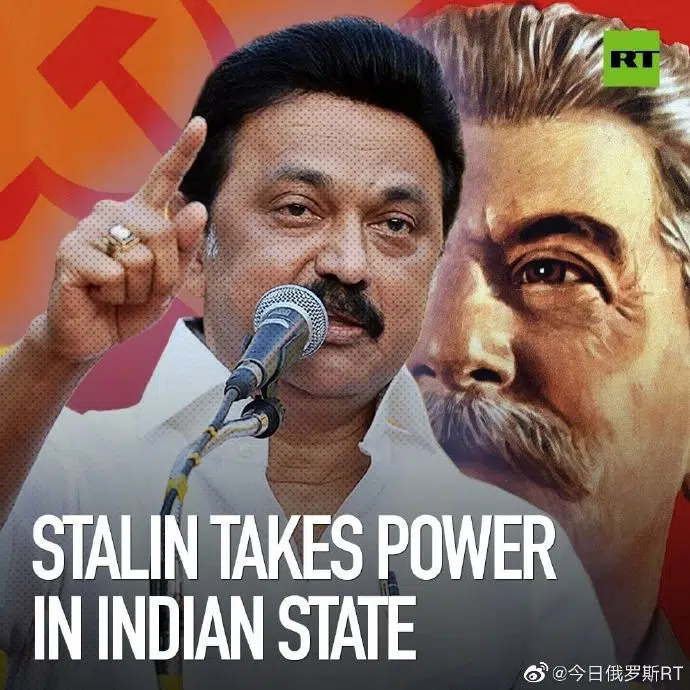 RT
STALIN TAKES POWER
IN INDIAN STATE
@今日俄罗斯RT